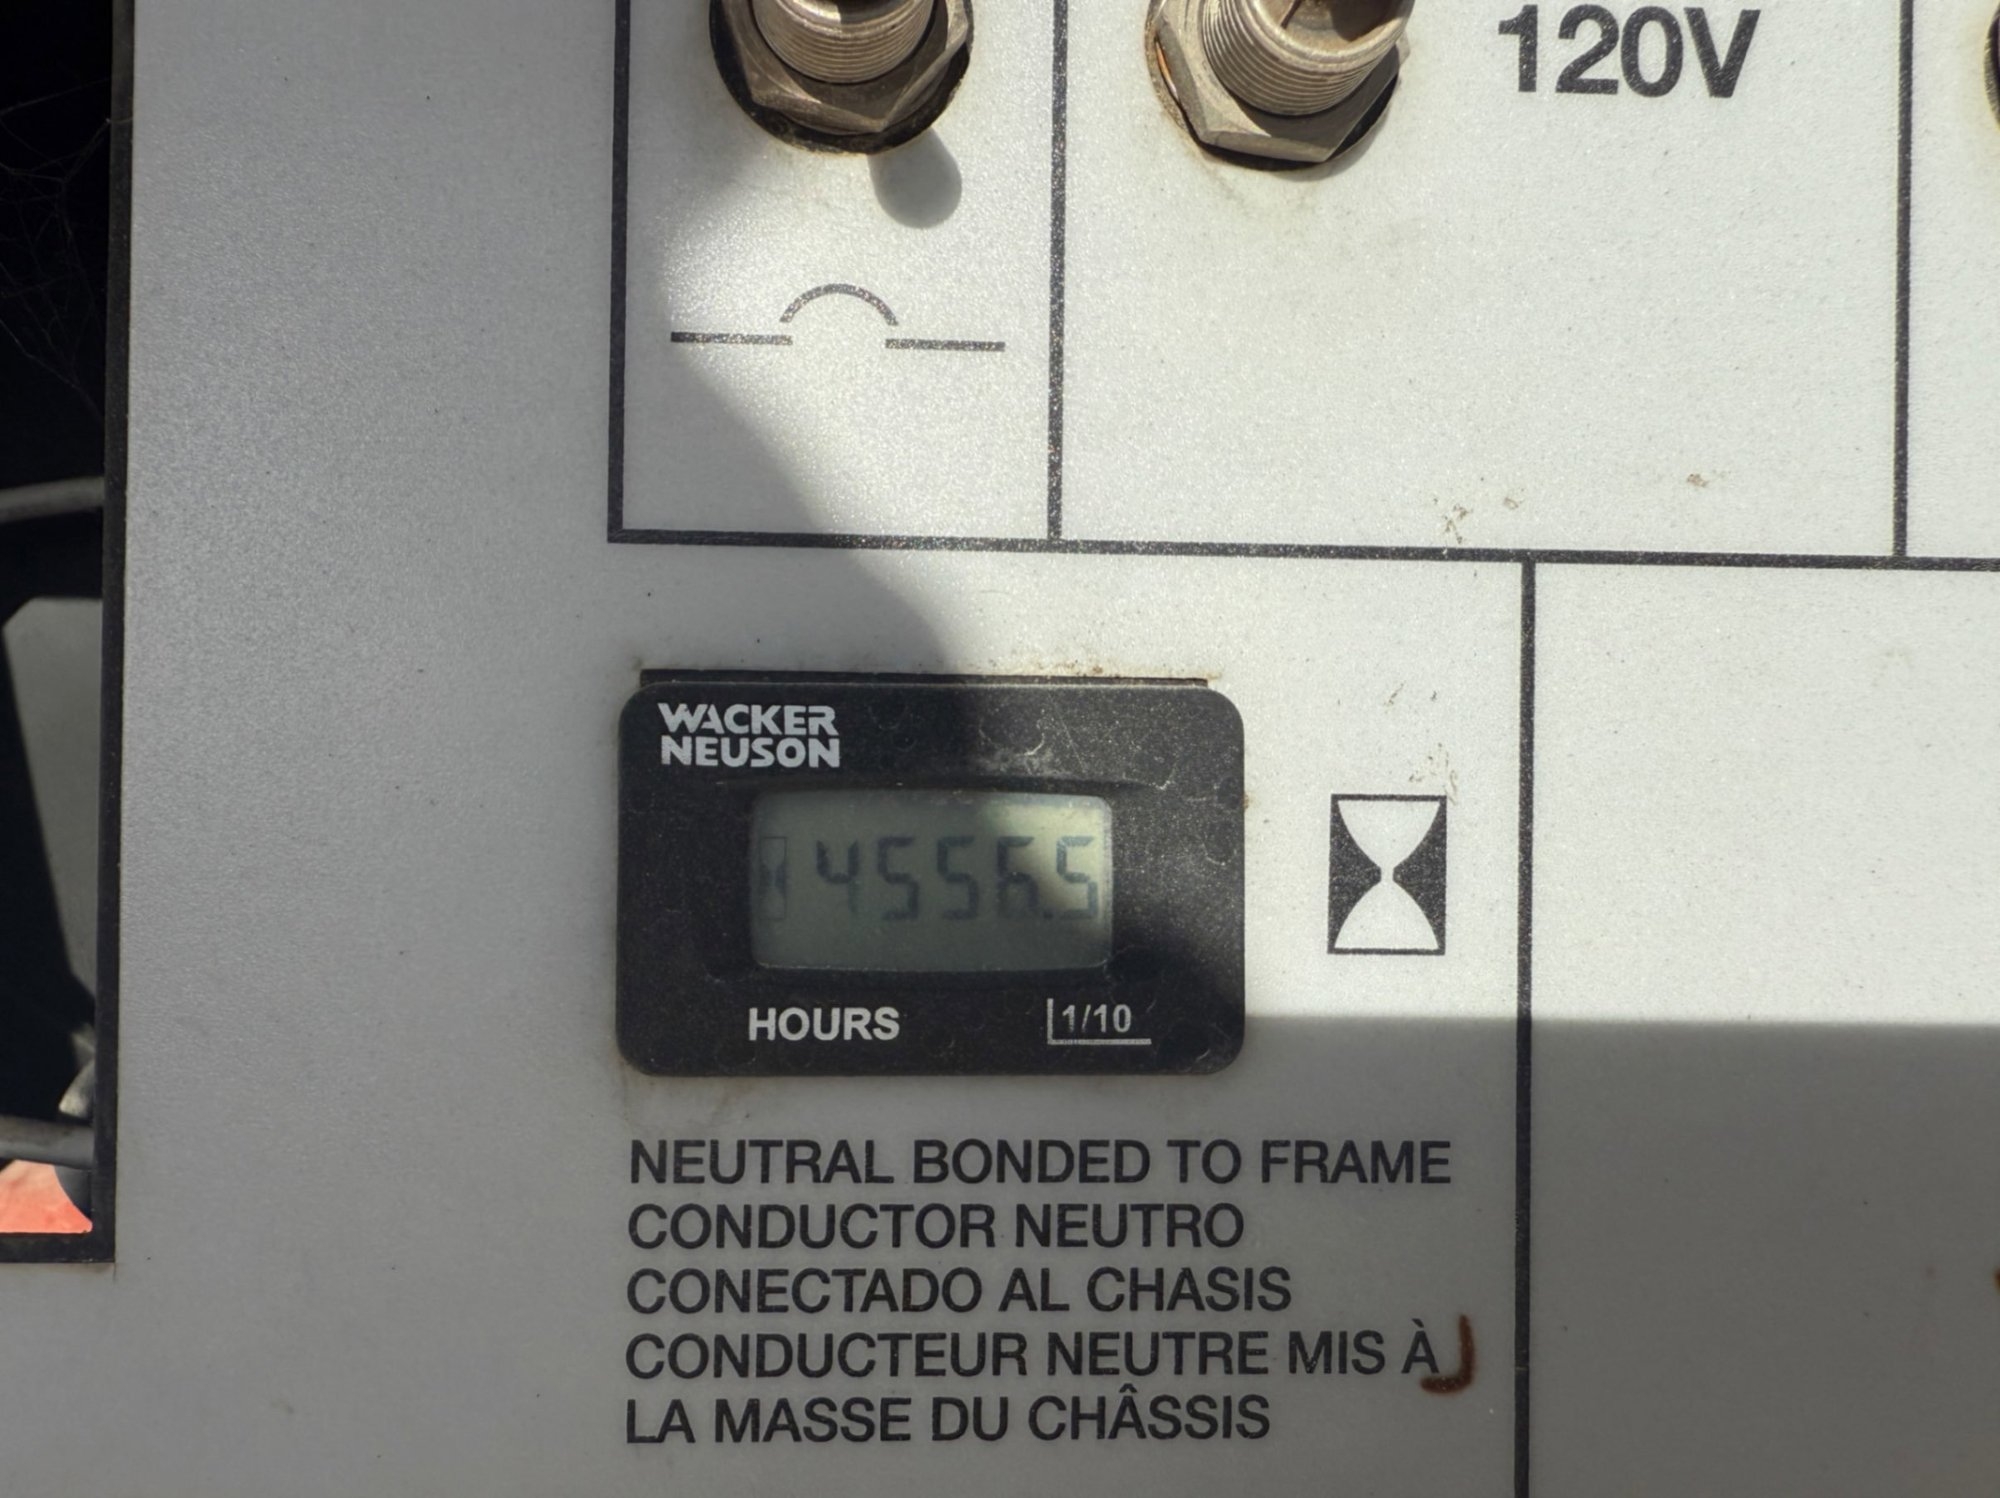 120V
WACKER
NEUSON
4556.5
HOURS
1/10
NEUTRAL BONDED TO FRAME
CONDUCTOR NEUTRO
CONECTADO AL CHASIS
CONDUCTEUR NEUTRE MIS À
LA MASSE DU CHÂSSIS